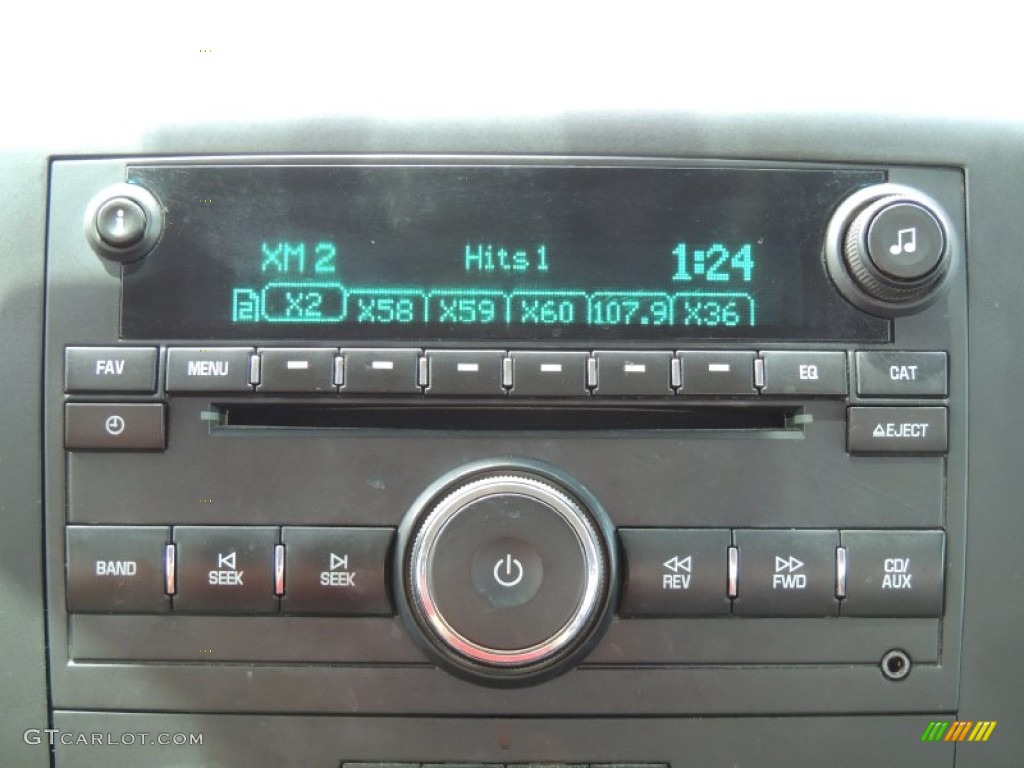 XM 2 Hits 1 1:24
2 X2 X58 X59 X60 107.9 X36
FAV MENU EQ CAT
EJECT
BAND SEEK SEEK REV FWD CD/
AUX
GTCARLOT.COM